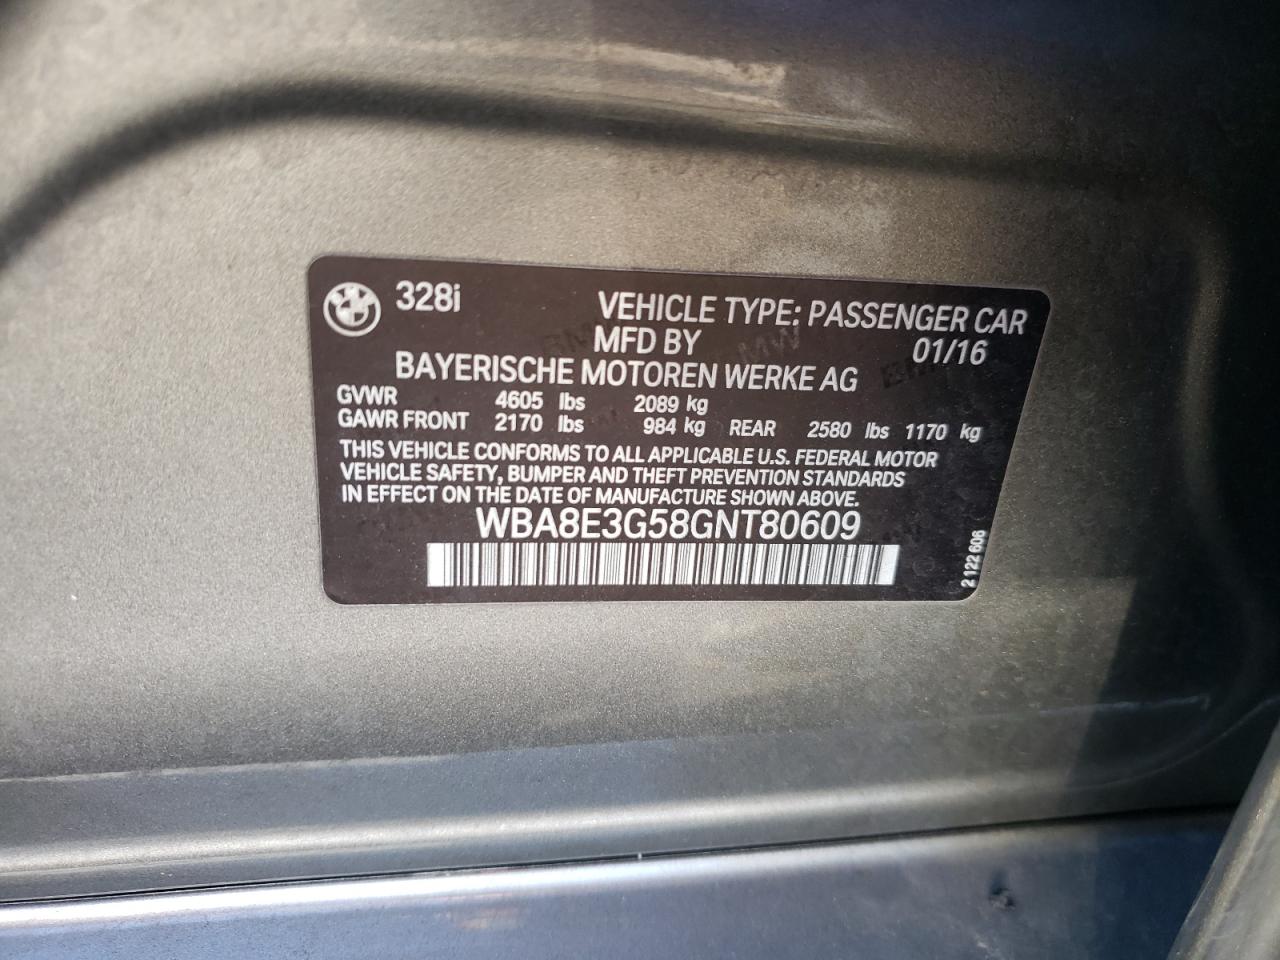 328i VEHICLE TYPE: PASSENGER CAR
MFD BY 01/16
BAYERISCHE MOTOREN WERKE AG
GVWR 4605 lbs 2089 kg
GAWR FRONT 2170 lbs 984 kg REAR 2580 lbs 1170 kg
THIS VEHICLE CONFORMS TO ALL APPLICABLE U.S. FEDERAL MOTOR
VEHICLE SAFETY, BUMPER AND THEFT PREVENTION STANDARDS
IN EFFECT ON THE DATE OF MANUFACTURE SHOWN ABOVE.
WBA8E3G58GNT80609
2 122 606